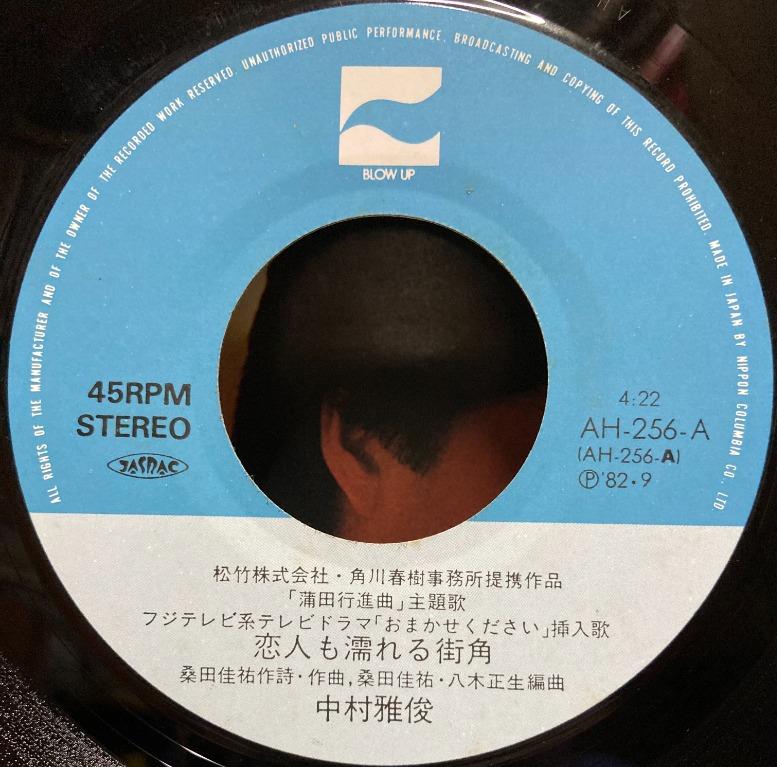 ALL RIGHTS OF THE MANUFACTURER AND OF THE OWNER OF THE RECORDED WORK RESERVED. UNAUTHORIZED PUBLIC PERFORMANCE, BROADCASTING AND COPYING OF THIS RECORD PROHIBITED. MADE IN JAPAN BY NIPPON COLUMBIA CO. LTD.
BLOW UP
45RPM
STEREO
JASRAC
4:22
AH-256-A
(AH-256-A)
Ⓟ'82・9
松竹株式会社・角川春樹事務所提携作品
「蒲田行進曲」主題歌
フジテレビ系テレビドラマ「おまかせください」挿入歌
恋人も濡れる街角
桑田佳祐作詩・作曲,桑田佳祐・八木正生編曲
中村雅俊